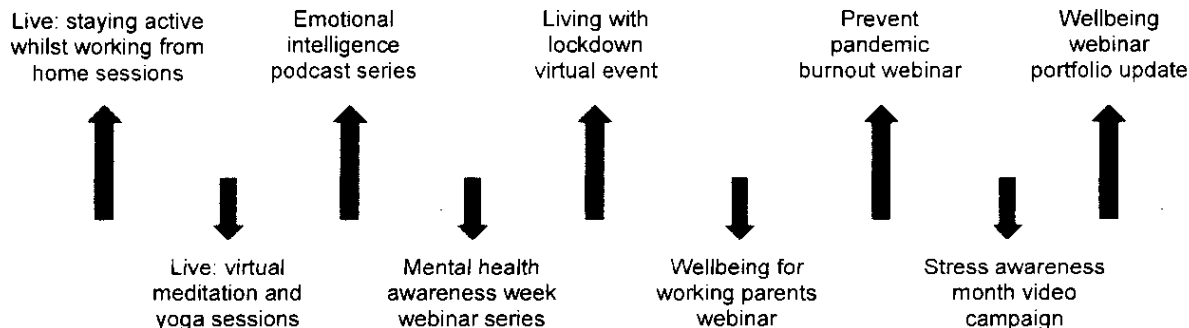 Live: staying active
whilst working from
home sessions
Emotional
intelligence
podcast series
Living with
lockdown
virtual event
Prevent
pandemic
burnout webinar
Wellbeing
webinar
portfolio update
Live: virtual
meditation and
yoga sessions
Mental health
awareness week
webinar series
Wellbeing for
working parents
webinar
Stress awareness
month video
campaign